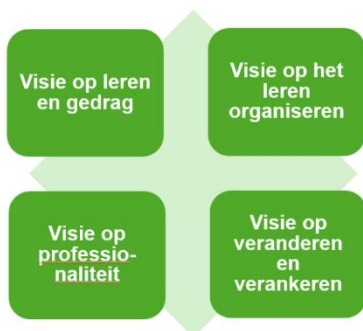 Visie op leren
en gedrag
Visie op het
leren
organiseren
Visie op
professio-
naliteit
Visie op
veranderen
en
verankeren